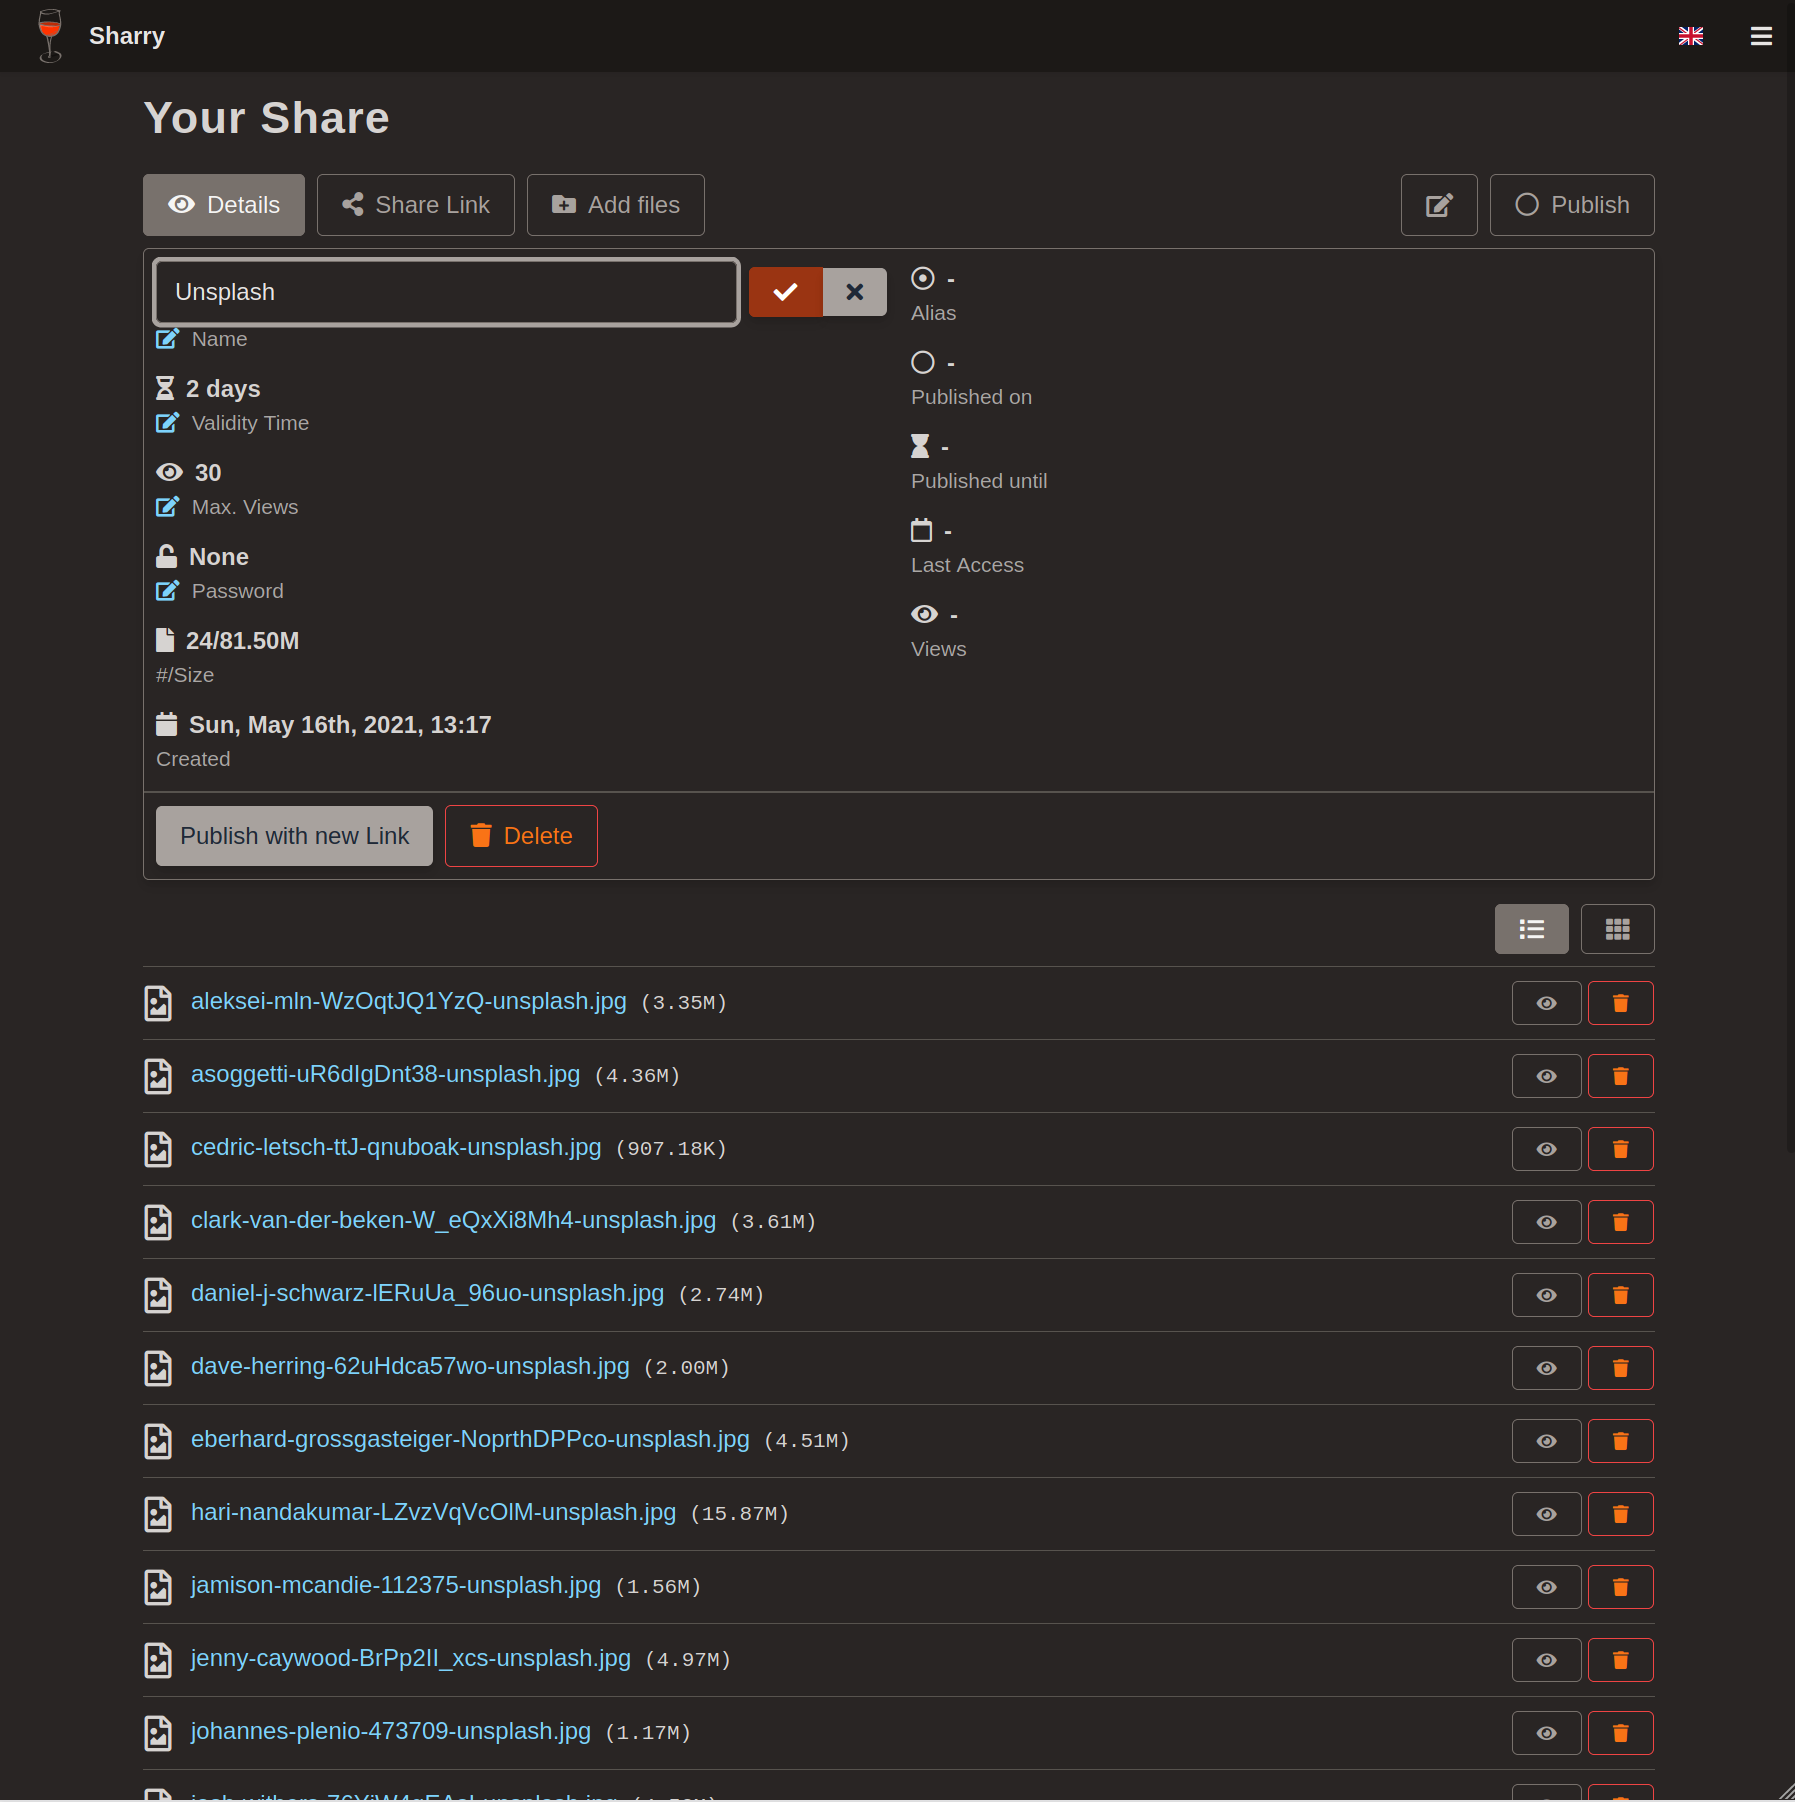 Sharry
Your Share
Details
Share Link
Add files
Publish
Unsplash
Name
2 days
Validity Time
30
Max. Views
None
Password
24/81.50M
#/Size
Sun, May 16th, 2021, 13:17
Created
-
Alias
-
Published on
-
Published until
-
Last Access
-
Views
Publish with new Link
Delete
aleksei-mln-WzOqtJQ1YzQ-unsplash.jpg (3.35M)
asoggetti-uR6dIgDnt38-unsplash.jpg (4.36M)
cedric-letsch-ttJ-qnuboak-unsplash.jpg (907.18K)
clark-van-der-beken-W_eQxXi8Mh4-unsplash.jpg (3.61M)
daniel-j-schwarz-lERuUa_96uo-unsplash.jpg (2.74M)
dave-herring-62uHdca57wo-unsplash.jpg (2.00M)
eberhard-grossgasteiger-NoprthDPPco-unsplash.jpg (4.51M)
hari-nandakumar-LZvzVqVcOlM-unsplash.jpg (15.87M)
jamison-mcandie-112375-unsplash.jpg (1.56M)
jenny-caywood-BrPp2II_xcs-unsplash.jpg (4.97M)
johannes-plenio-473709-unsplash.jpg (1.17M)